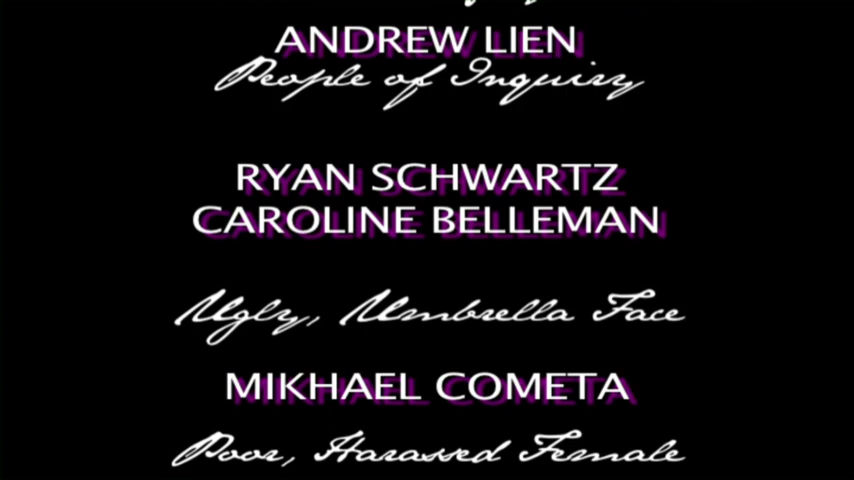 ANDREW LIEN
People of Inquiry
RYAN SCHWARTZ
CAROLINE BELLEMAN
Ugly, Umbrella Face
MIKHAEL COMETA
Poor, Harassed Female